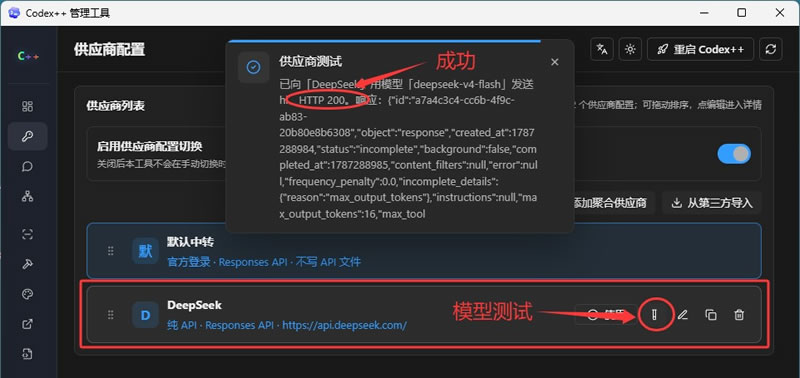 Codex++ 管理工具
C++
供应商配置
重启 Codex++
供应商测试
成功
已向「DeepSeek」用模型「deepseek-v4-flash」发送
HTTP 200。响应：{"id":"a7a4c3c4-cc6b-4f9c-
ab83-
20b80e8b6308","object":"response","created_at":1787
288984,"status":"incomplete","background":false,"com
pleted_at":1787288985,"content_filters":null,"error":nul
l,"frequency_penalty":0.0,"incomplete_details":
{"reason":"max_output_tokens"},"instructions":null,"max
_output_tokens":16,"max_tool
供应商列表
2 个供应商配置；可拖动排序，点编辑进入详情
启用供应商配置切换
关闭后本工具不会在手动切换时
添加聚合供应商
从第三方导入
默
默认中转
官方登录 · Responses API · 不写 API 文件
D
DeepSeek
纯 API · Responses API · https://api.deepseek.com/
使用
模型测试